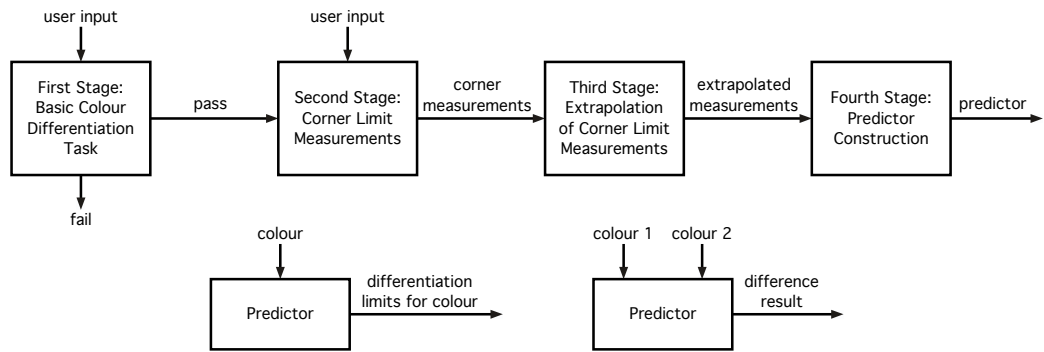 user input
user input
First Stage:
Basic Colour
Differentiation
Task
pass
Second Stage:
Corner Limit
Measurements
corner
measurements
Third Stage:
Extrapolation
of Corner Limit
Measurements
extrapolated
measurements
Fourth Stage:
Predictor
Construction
predictor
fail
colour
Predictor
differentiation
limits for colour
colour 1
colour 2
Predictor
difference
result